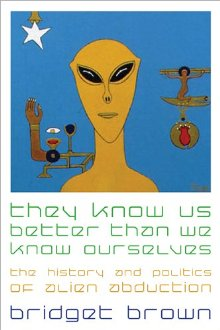 they know us
better than we
know ourselves
the history and politics
of alien abduction
bridget brown